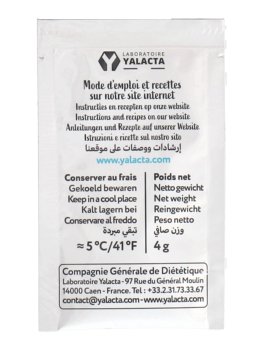 LABORATOIRE
YALACTA
Mode d'emploi et recettes
sur notre site internet
Instructies en recepten op onze website
Instructions and recipes on our website
Anleitungen und Rezepte auf unserer Website
Istruzioni e ricette sul nostro sito
إرشادات ووصفات على موقعنا
www.yalacta.com
Conserver au frais
Gekoeld bewaren
Keep in a cool place
Kalt lagern bei
Conservare al freddo
تبقى مبردة
≈ 5 °C/41°F
Poids net
Netto gewicht
Net weight
Reingewicht
Peso netto
وزن صافي
4 g
Compagnie Générale de Diététique
Laboratoire Yalacta - 97 Rue du Général Moulin
14000 Caen - France - Tel : +33.2.31.73.33.67
contact@yalacta.com - www.yalacta.com